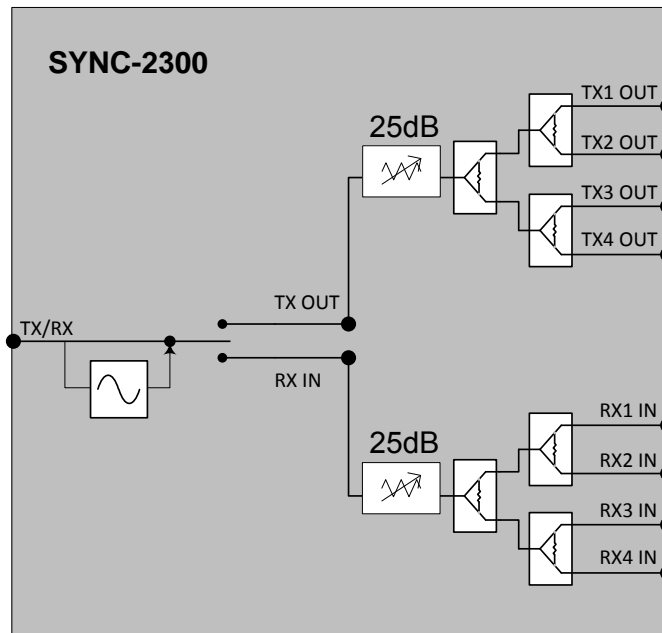 SYNC-2300
25dB
TX1 OUT
TX2 OUT
TX3 OUT
TX4 OUT
TX OUT
TX/RX
RX IN
25dB
RX1 IN
RX2 IN
RX3 IN
RX4 IN